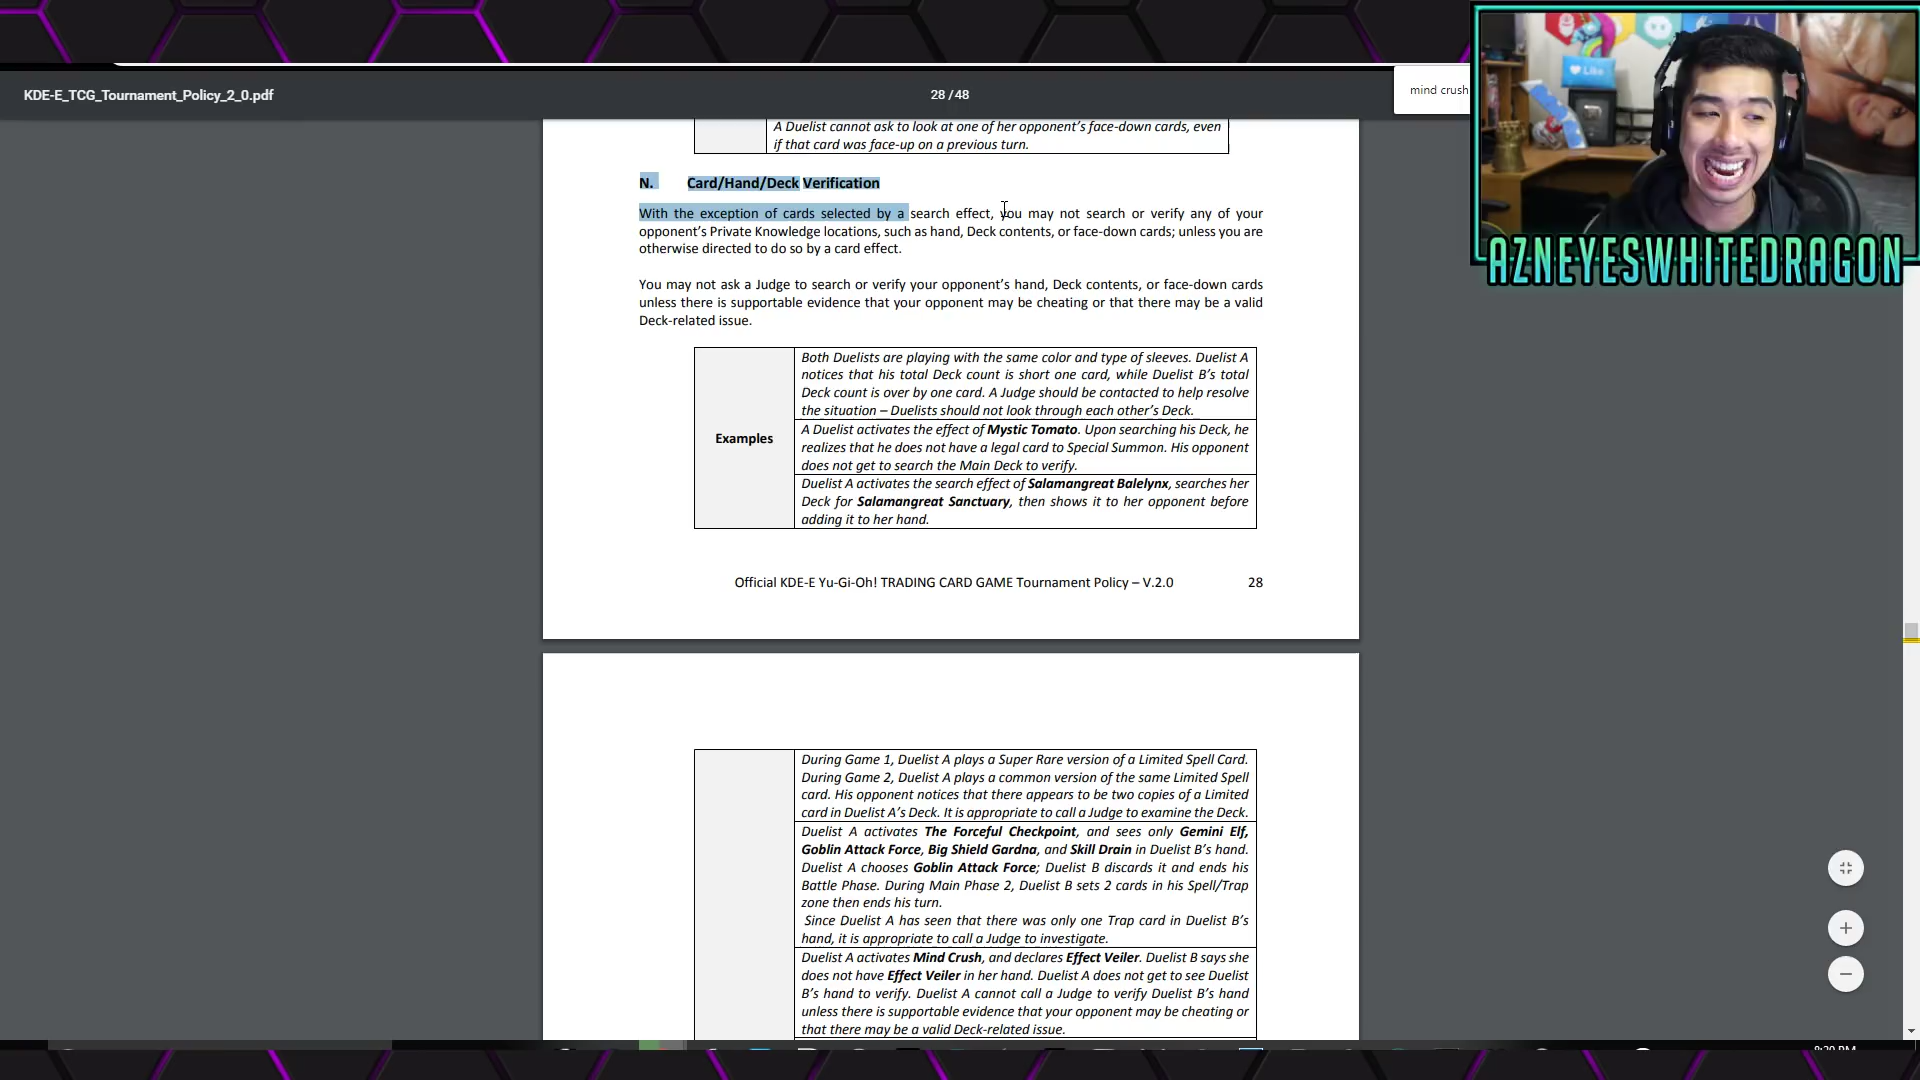 KDE-E_TCG_Tournament_Policy_2_0.pdf
28 / 48
mind crush
Like
AZNEYESWHITEDRAGON
A Duelist cannot ask to look at one of her opponent's face-down cards, even
if that card was face-up on a previous turn.
N. Card/Hand/Deck Verification
With the exception of cards selected by a search effect, you may not search or verify any of your
opponent's Private Knowledge locations, such as hand, Deck contents, or face-down cards; unless you are
otherwise directed to do so by a card effect.
You may not ask a Judge to search or verify your opponent's hand, Deck contents, or face-down cards
unless there is supportable evidence that your opponent may be cheating or that there may be a valid
Deck-related issue.
Examples
Both Duelists are playing with the same color and type of sleeves. Duelist A
notices that his total Deck count is short one card, while Duelist B's total
Deck count is over by one card. A Judge should be contacted to help resolve
the situation – Duelists should not look through each other's Deck.
A Duelist activates the effect of Mystic Tomato. Upon searching his Deck, he
realizes that he does not have a legal card to Special Summon. His opponent
does not get to search the Main Deck to verify.
Duelist A activates the search effect of Salamangreat Balelynx, searches her
Deck for Salamangreat Sanctuary, then shows it to her opponent before
adding it to her hand.
Official KDE-E Yu-Gi-Oh! TRADING CARD GAME Tournament Policy – V.2.0 28
During Game 1, Duelist A plays a Super Rare version of a Limited Spell Card.
During Game 2, Duelist A plays a common version of the same Limited Spell
card. His opponent notices that there appears to be two copies of a Limited
card in Duelist A's Deck. It is appropriate to call a Judge to examine the Deck.
Duelist A activates The Forceful Checkpoint, and sees only Gemini Elf,
Goblin Attack Force, Big Shield Gardna, and Skill Drain in Duelist B's hand.
Duelist A chooses Goblin Attack Force; Duelist B discards it and ends his
Battle Phase. During Main Phase 2, Duelist B sets 2 cards in his Spell/Trap
zone then ends his turn.
Since Duelist A has seen that there was only one Trap card in Duelist B's
hand, it is appropriate to call a Judge to investigate.
Duelist A activates Mind Crush, and declares Effect Veiler. Duelist B says she
does not have Effect Veiler in her hand. Duelist A does not get to see Duelist
B's hand to verify. Duelist A cannot call a Judge to verify Duelist B's hand
unless there is supportable evidence that your opponent may be cheating or
that there may be a valid Deck-related issue.